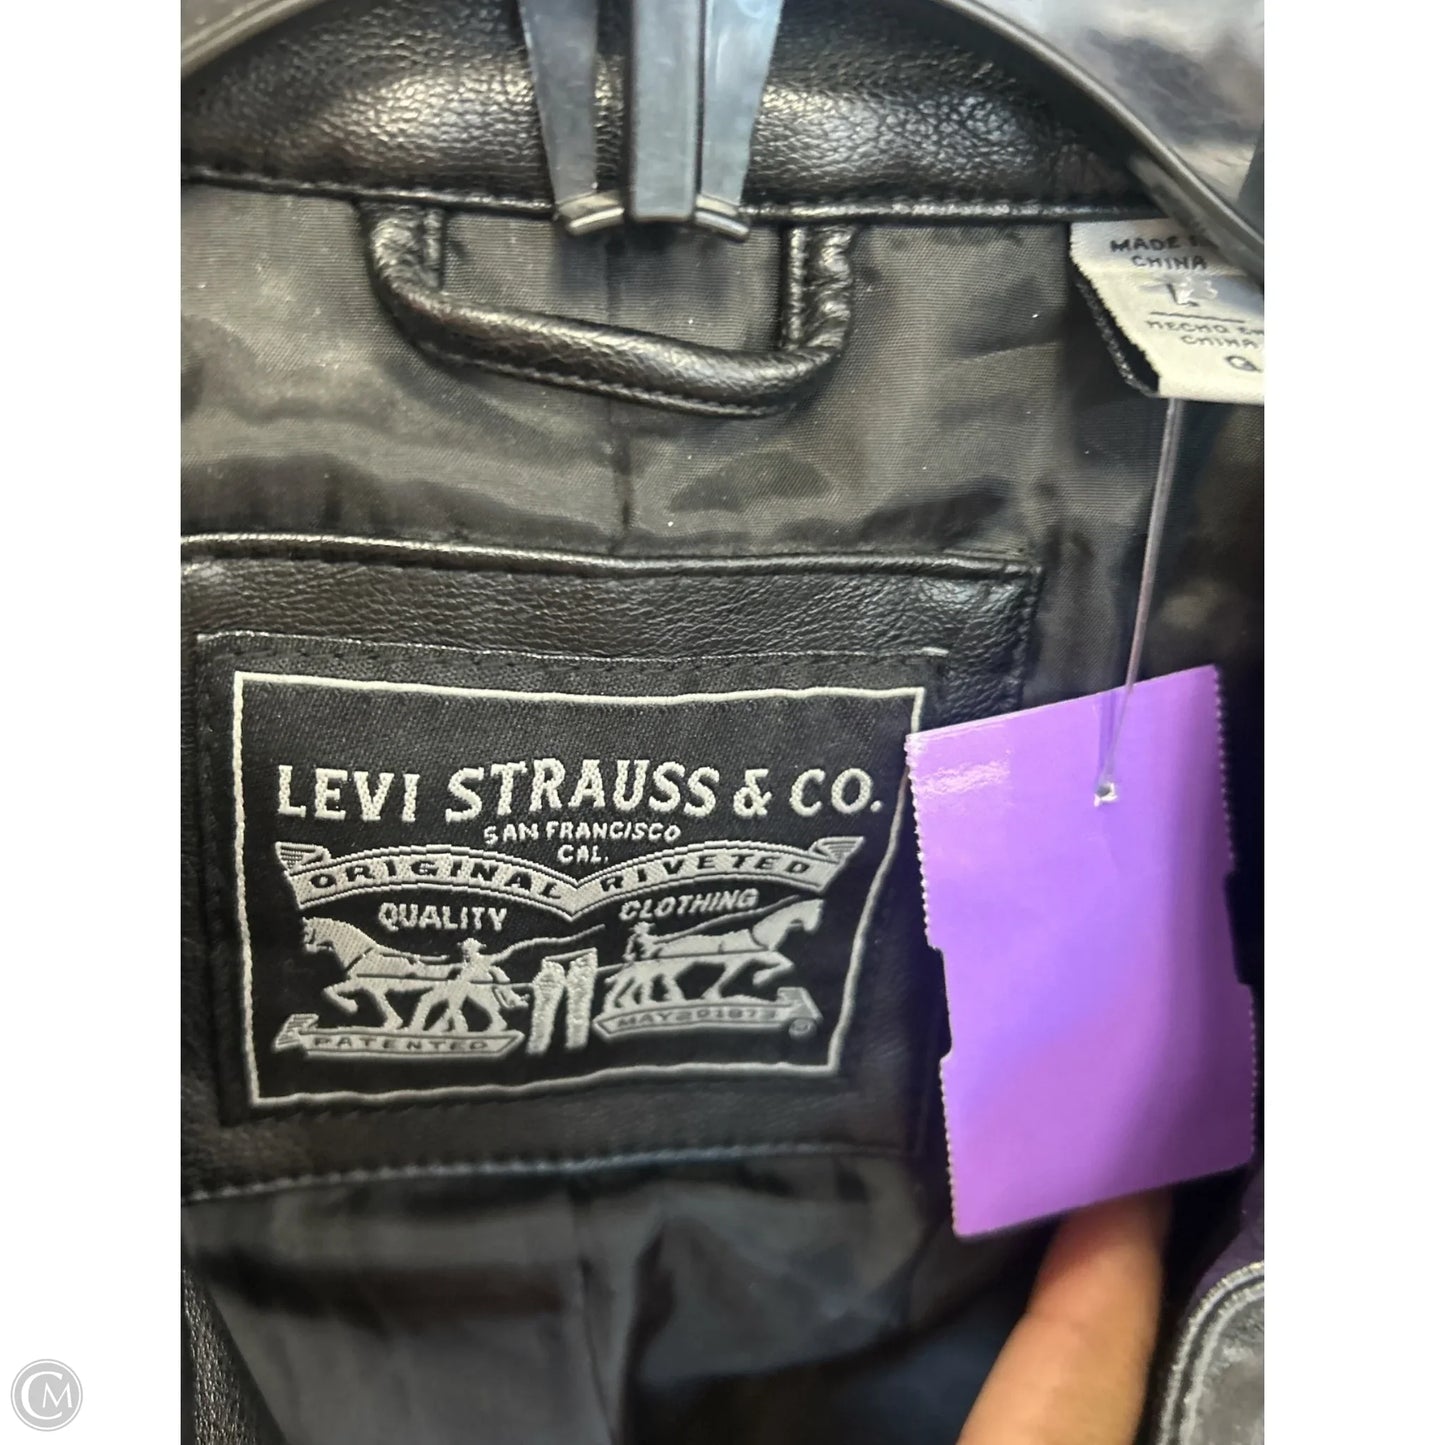 MADE IN
CHINA
L
HECHO EN
CHINA
Q
LEVI STRAUSS & CO.
SAN FRANCISCO
CAL.
ORIGINAL RIVETED
QUALITY CLOTHING
PATENTED MAY 20 1873
CM